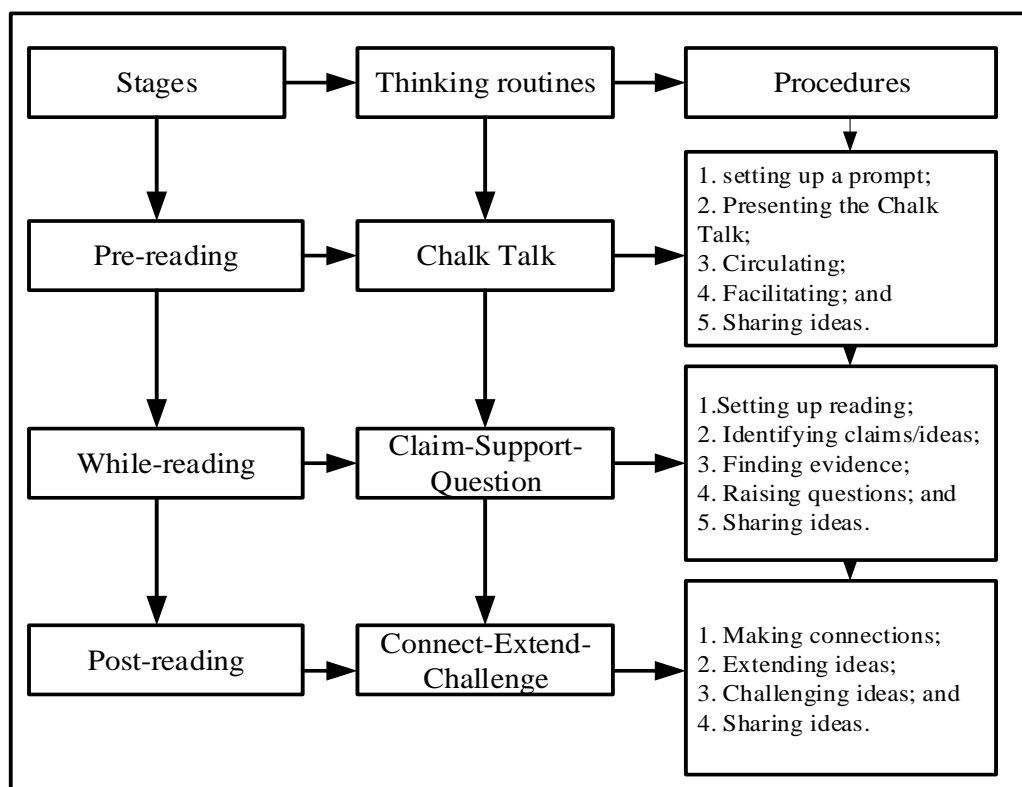 Stages
Thinking routines
Procedures
Pre-reading
Chalk Talk
1. setting up a prompt;
2. Presenting the Chalk
Talk;
3. Circulating;
4. Facilitating; and
5. Sharing ideas.
While-reading
Claim-Support-
Question
1.Setting up reading;
2. Identifying claims/ideas;
3. Finding evidence;
4. Raising questions; and
5. Sharing ideas.
Post-reading
Connect-Extend-
Challenge
1. Making connections;
2. Extending ideas;
3. Challenging ideas; and
4. Sharing ideas.